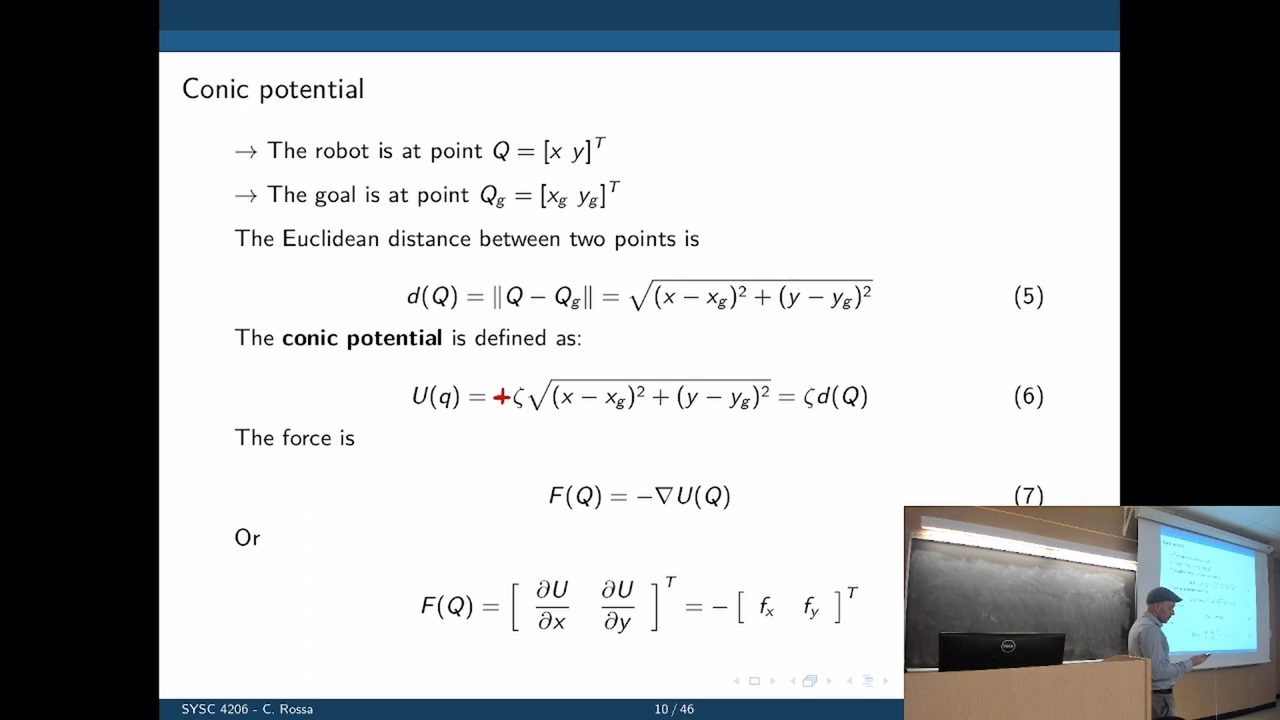 Conic potential
→ The robot is at point Q = [x y]^T
→ The goal is at point Q_g = [x_g y_g]^T
The Euclidean distance between two points is
d(Q) = ‖Q − Q_g‖ = √((x − x_g)² + (y − y_g)²) (5)
The conic potential is defined as:
U(q) = +ζ√((x − x_g)² + (y − y_g)²) = ζd(Q) (6)
The force is
F(Q) = −∇U(Q) (7)
Or
F(Q) = [ ∂U/∂x ∂U/∂y ]^T = −[ f_x f_y ]^T
SYSC 4206 - C. Rossa
10 / 46
DELL